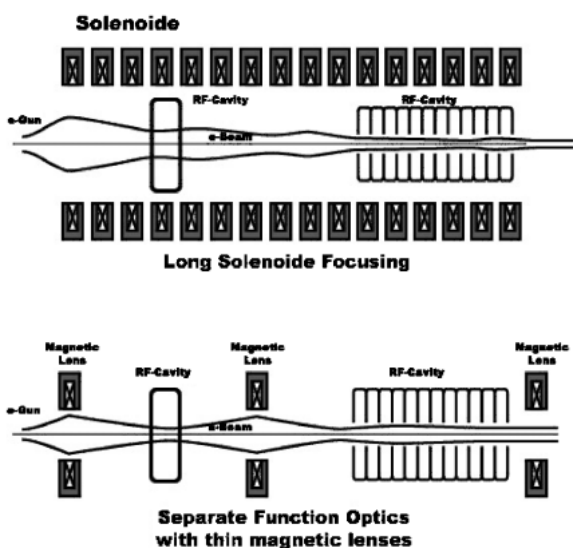 Solenoide
RF-Cavity
RF-Cavity
e-Gun
e-Beam
Long Solenoide Focusing
Magnetic
Lens
Magnetic
Lens
Magnetic
Lens
RF-Cavity
RF-Cavity
e-Gun
e-Beam
Separate Function Optics
with thin magnetic lenses